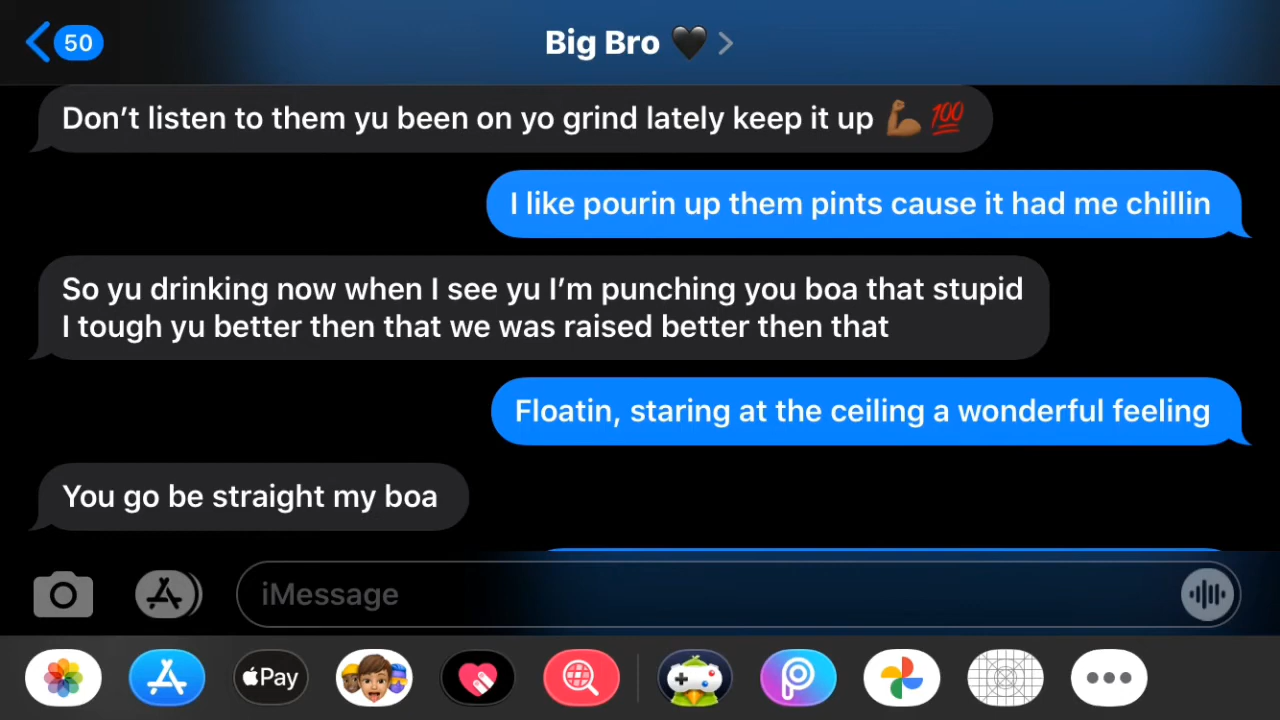 50
Big Bro 🖤
Don’t listen to them yu been on yo grind lately keep it up 💪🏾 💯
I like pourin up them pints cause it had me chillin
So yu drinking now when I see yu I’m punching you boa that stupid
I tough yu better then that we was raised better then that
Floatin, staring at the ceiling a wonderful feeling
You go be straight my boa
iMessage
Pay